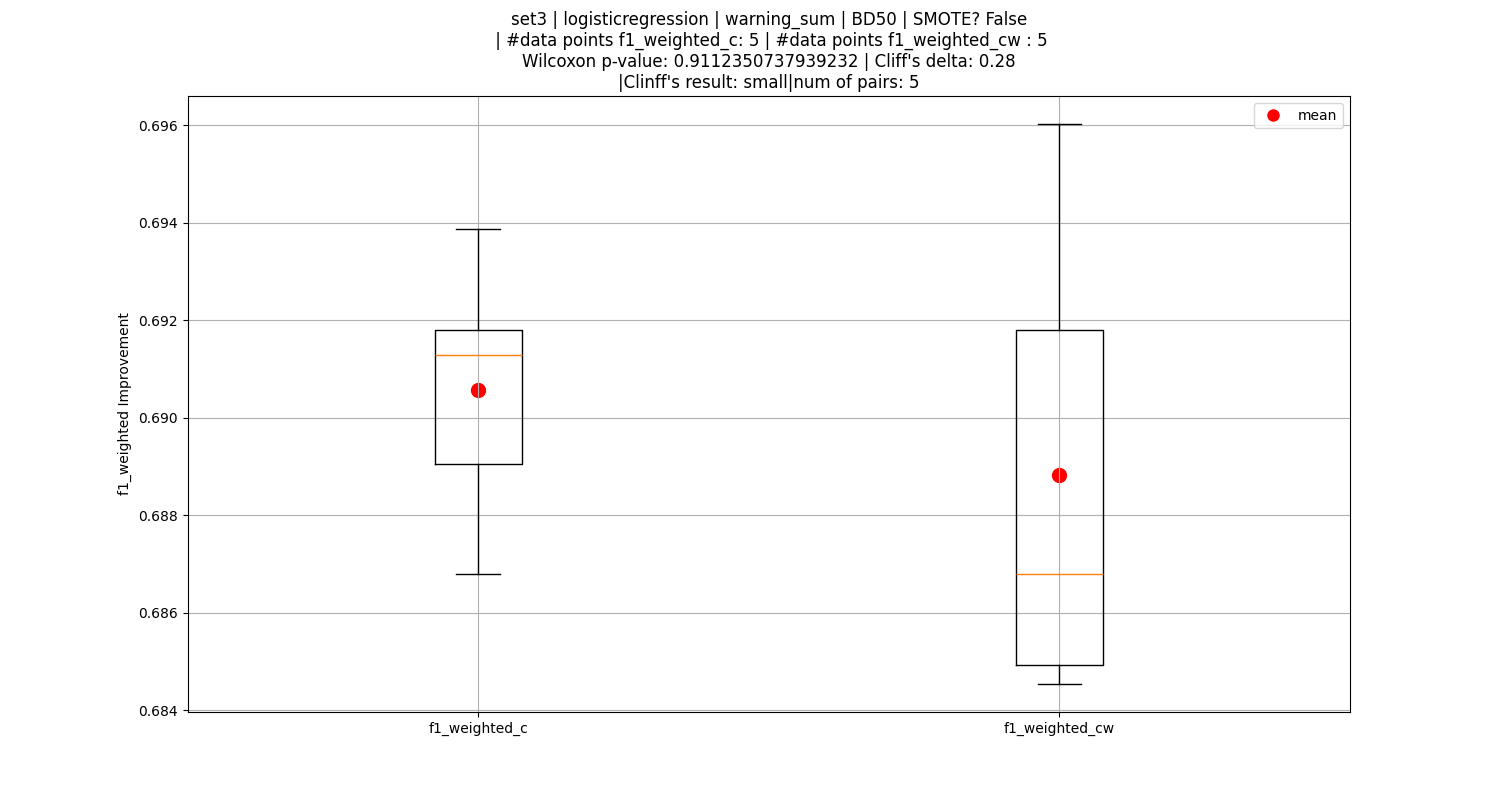 set3 | logisticregression | warning_sum | BD50 | SMOTE? False
| #data points f1_weighted_c: 5 | #data points f1_weighted_cw : 5
Wilcoxon p-value: 0.9112350737939232 | Cliff's delta: 0.28
|Clinff's result: small|num of pairs: 5
mean
0.696
0.694
0.692
0.690
0.688
0.686
0.684
f1_weighted Improvement
f1_weighted_c
f1_weighted_cw